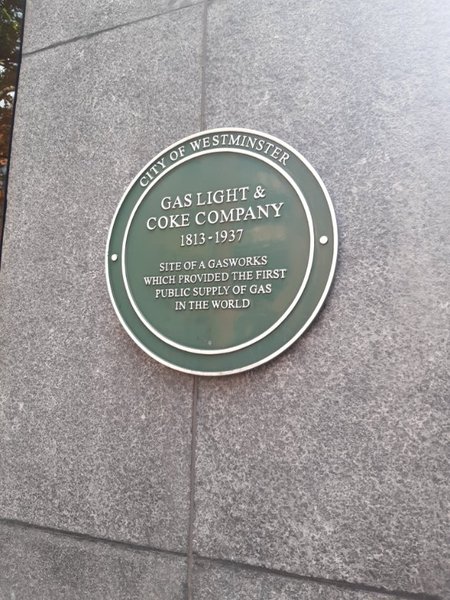 CITY OF WESTMINSTER
GAS LIGHT &
COKE COMPANY
1813-1937
SITE OF A GASWORKS
WHICH PROVIDED THE FIRST
PUBLIC SUPPLY OF GAS
IN THE WORLD